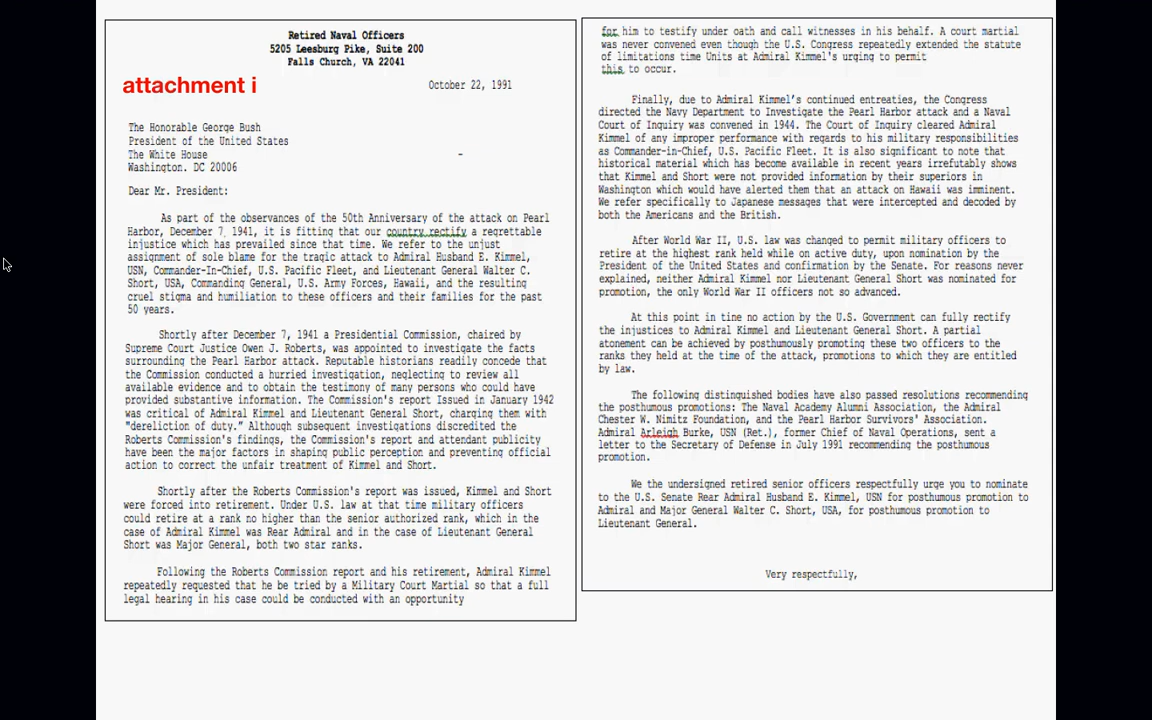 Retired Naval Officers
5205 Leesburg Pike, Suite 200
Falls Church, VA 22041
attachment i
October 22, 1991
The Honorable George Bush
President of the United States
The White House
Washington. DC 20006
Dear Mr. President:
As part of the observances of the 50th Anniversary of the attack on Pearl
Harbor, December 7, 1941, it is fitting that our country rectify a regrettable
injustice which has prevailed since that time. We refer to the unjust
assignment of sole blame for the tragic attack to Admiral Husband E. Kimmel,
USN, Commander-In-Chief, U.S. Pacific Fleet, and Lieutenant General Walter C.
Short, USA, Commanding General, U.S. Army Forces, Hawaii, and the resulting
cruel stigma and humiliation to these officers and their families for the past
50 years.
Shortly after December 7, 1941 a Presidential Commission, chaired by
Supreme Court Justice Owen J. Roberts, was appointed to investigate the facts
surrounding the Pearl Harbor attack. Reputable historians readily concede that
the Commission conducted a hurried investigation, neglecting to review all
available evidence and to obtain the testimony of many persons who could have
provided substantive information. The Commission's report Issued in January 1942
was critical of Admiral Kimmel and Lieutenant General Short, charging them with
"dereliction of duty." Although subsequent investigations discredited the
Roberts Commission's findings, the Commission's report and attendant publicity
have been the major factors in shaping public perception and preventing official
action to correct the unfair treatment of Kimmel and Short.
Shortly after the Roberts Commission's report was issued, Kimmel and Short
were forced into retirement. Under U.S. law at that time military officers
could retire at a rank no higher than the senior authorized rank, which in the
case of Admiral Kimmel was Rear Admiral and in the case of Lieutenant General
Short was Major General, both two star ranks.
Following the Roberts Commission report and his retirement, Admiral Kimmel
repeatedly requested that he be tried by a Military Court Martial so that a full
legal hearing in his case could be conducted with an opportunity
for him to testify under oath and call witnesses in his behalf. A court martial
was never convened even though the U.S. Congress repeatedly extended the statute
of limitations time Units at Admiral Kimmel's urging to permit
this to occur.
Finally, due to Admiral Kimmel's continued entreaties, the Congress
directed the Navy Department to Investigate the Pearl Harbor attack and a Naval
Court of Inquiry was convened in 1944. The Court of Inquiry cleared Admiral
Kimmel of any improper performance with regards to his military responsibilities
as Commander-in-Chief, U.S. Pacific Fleet. It is also significant to note that
historical material which has become available in recent years irrefutably shows
that Kimmel and Short were not provided information by their superiors in
Washington which would have alerted them that an attack on Hawaii was imminent.
We refer specifically to Japanese messages that were intercepted and decoded by
both the Americans and the British.
After World War II, U.S. law was changed to permit military officers to
retire at the highest rank held while on active duty, upon nomination by the
President of the United States and confirmation by the Senate. For reasons never
explained, neither Admiral Kimmel nor Lieutenant General Short was nominated for
promotion, the only World War II officers not so advanced.
At this point in tine no action by the U.S. Government can fully rectify
the injustices to Admiral Kimmel and Lieutenant General Short. A partial
atonement can be achieved by posthumously promoting these two officers to the
ranks they held at the time of the attack, promotions to which they are entitled
by law.
The following distinguished bodies have also passed resolutions recommending
the posthumous promotions: The Naval Academy Alumni Association, the Admiral
Chester W. Nimitz Foundation, and the Pearl Harbor Survivors' Association.
Admiral Arleigh Burke, USN (Ret.), former Chief of Naval Operations, sent a
letter to the Secretary of Defense in July 1991 recommending the posthumous
promotion.
We the undersigned retired senior officers respectfully urge you to nominate
to the U.S. Senate Rear Admiral Husband E. Kimmel, USN for posthumous promotion to
Admiral and Major General Walter C. Short, USA, for posthumous promotion to
Lieutenant General.
Very respectfully,